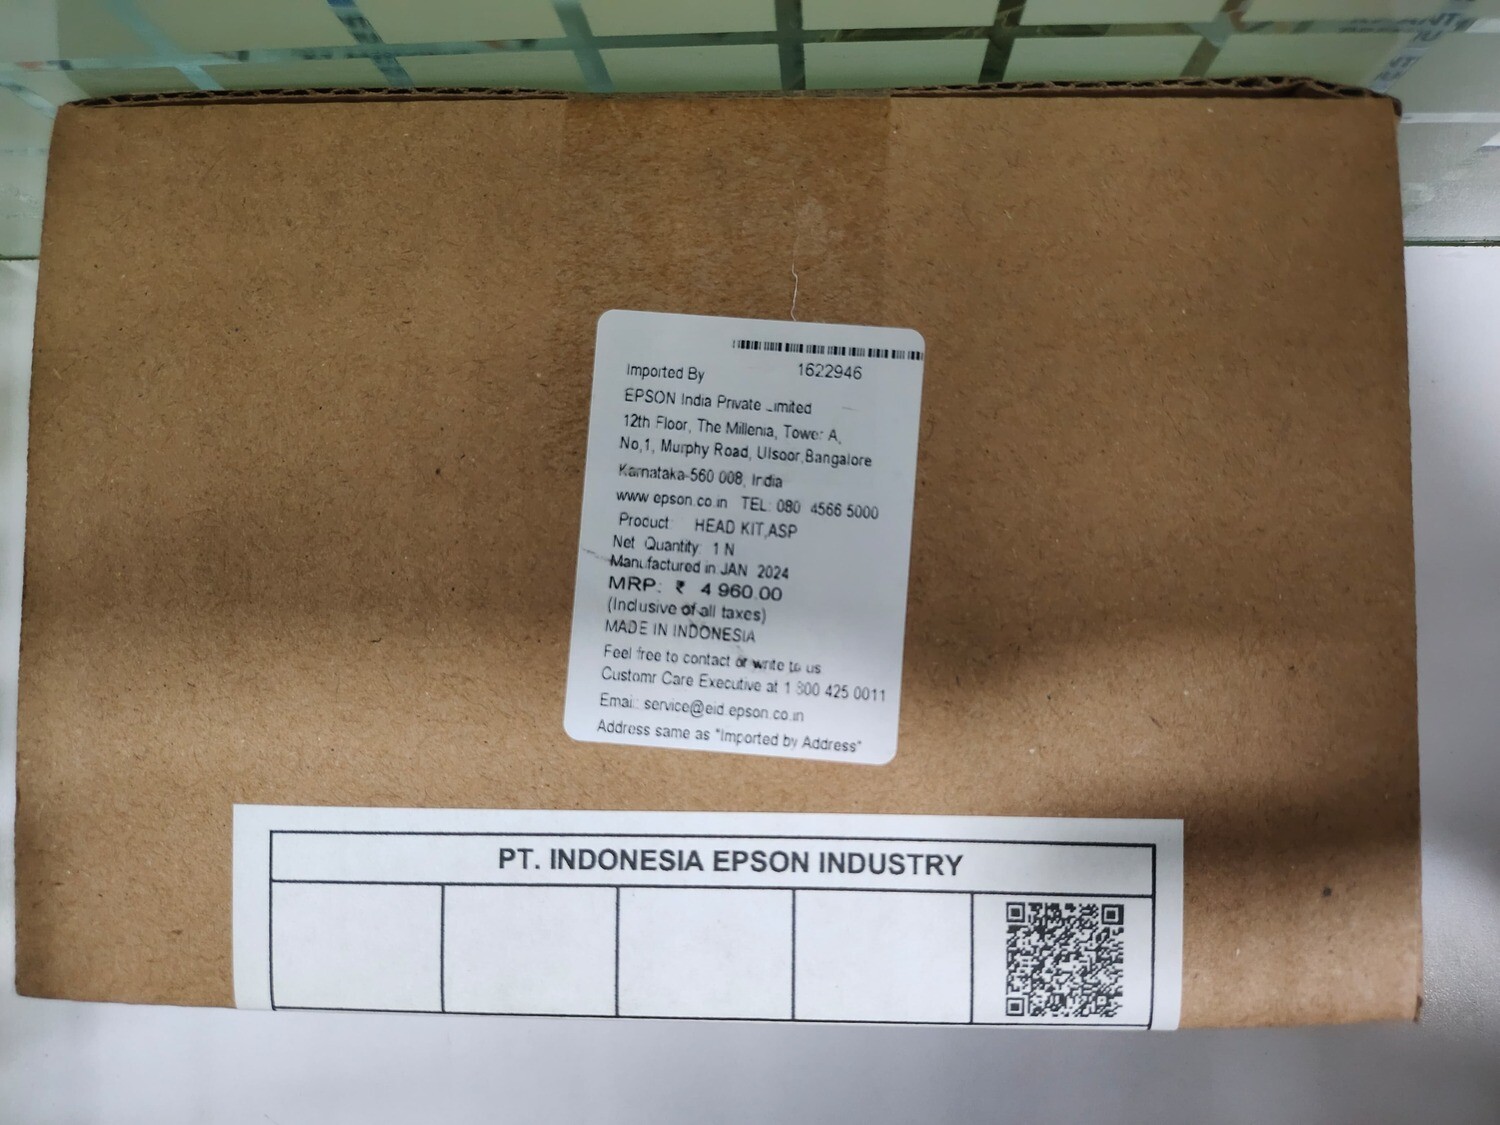 1622946
Imported By
EPSON India Private Limited
12th Floor, The Millenia, Tower A,
No,1, Murphy Road, Ulsoor,Bangalore
Karnataka-560 008, India
www epson.co.in TEL: 080 4566 5000
Product: HEAD KIT,ASP
Net Quantity: 1 N
Manufactured in JAN 2024
MRP: ₹ 4 960.00
(Inclusive of all taxes)
MADE IN INDONESIA
Feel free to contact or write to us
Customr Care Executive at 1 800 425 0011
Email: service@eid.epson.co.in
Address same as "Imported by Address"
PT. INDONESIA EPSON INDUSTRY